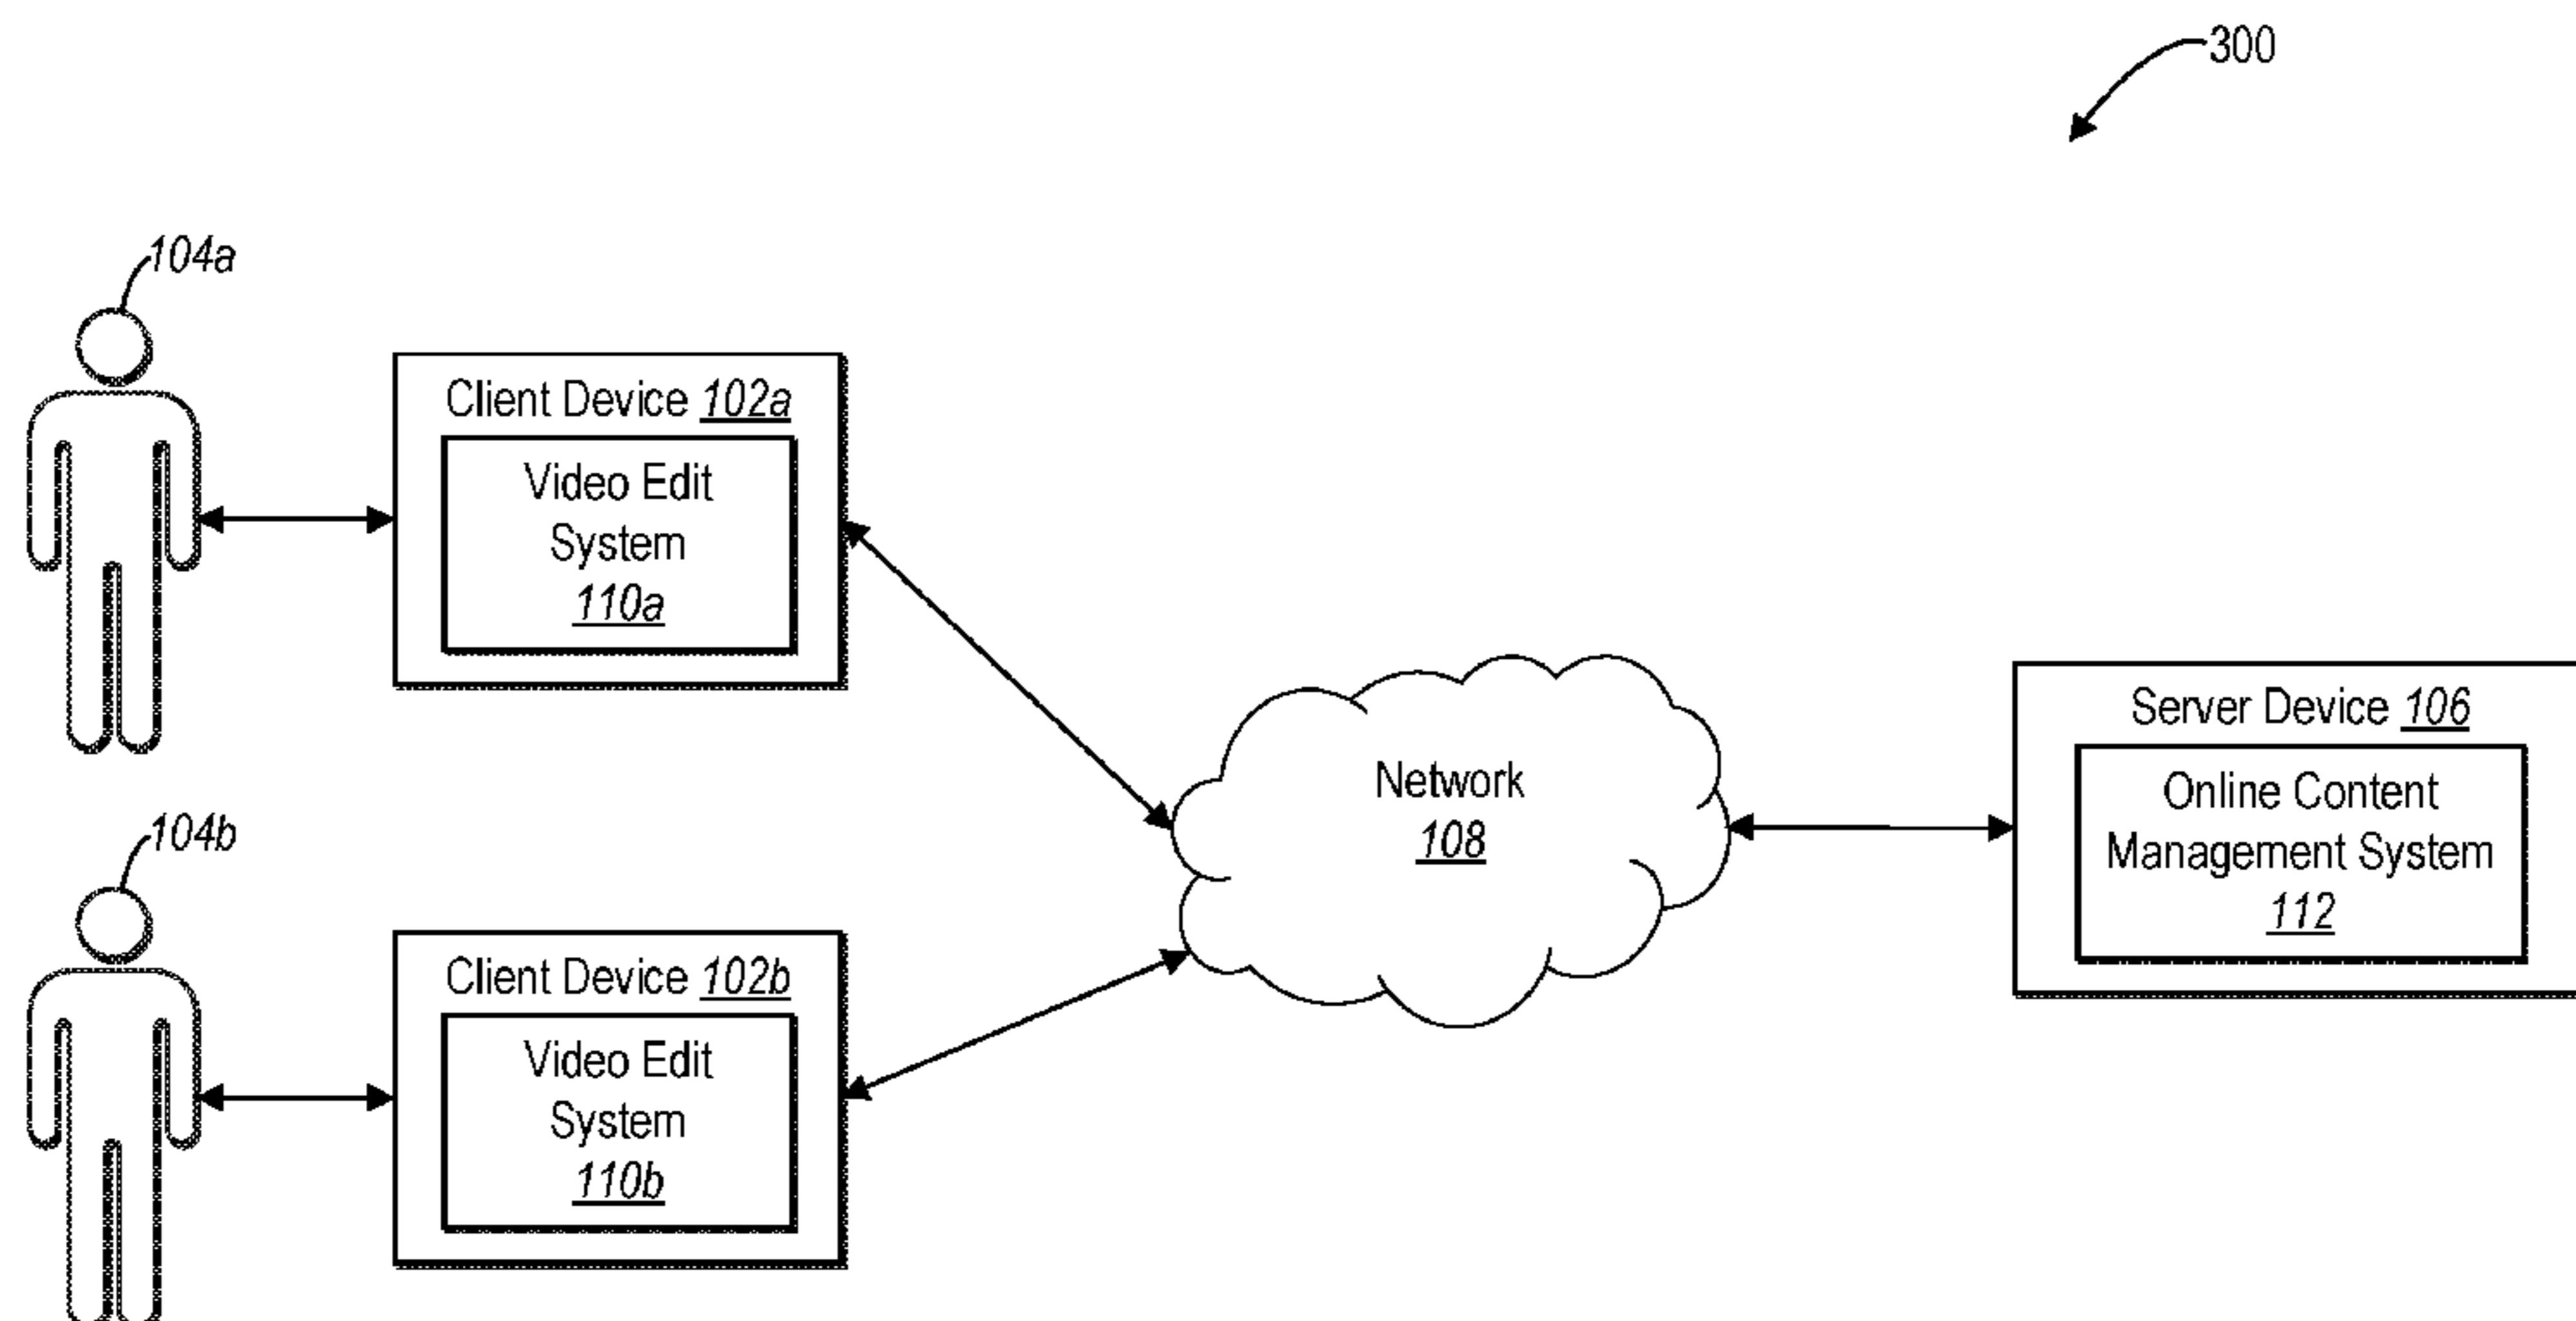 300
104a
Client Device 102a
Video Edit
System
110a
104b
Client Device 102b
Video Edit
System
110b
Network
108
Server Device 106
Online Content
Management System
112